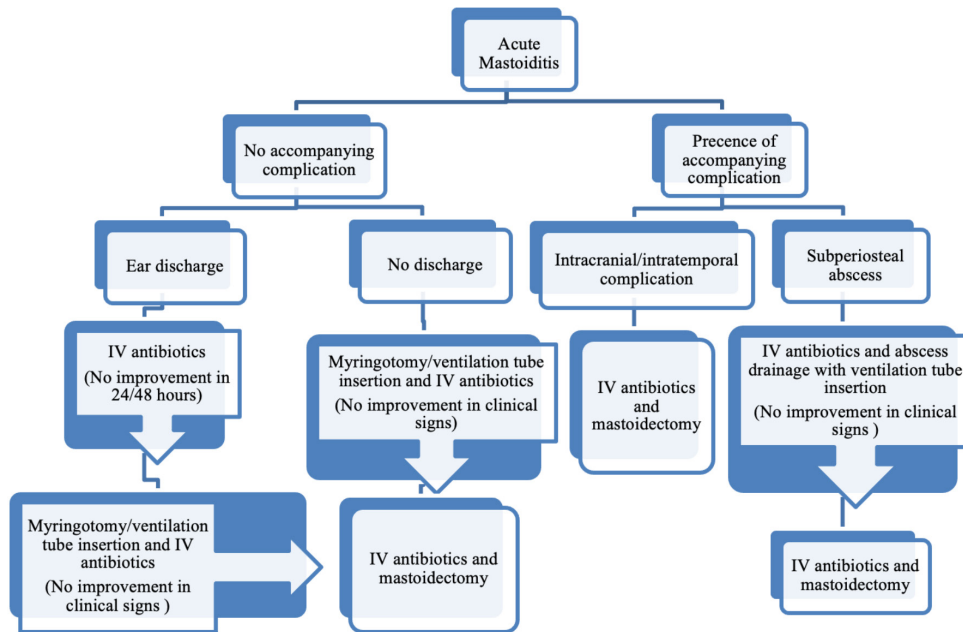 Acute
Mastoiditis
No accompanying
complication
Precence of
accompanying
complication
Ear discharge
No discharge
Intracranial/intratemporal
complication
Subperiosteal
abscess
IV antibiotics
(No improvement in
24/48 hours)
Myringotomy/ventilation
tube insertion and IV
antibiotics
(No improvement in
clinical signs )
Myringotomy/ventilation tube
insertion and IV antibiotics
(No improvement in clinical
signs)
IV antibiotics and
mastoidectomy
IV antibiotics
and
mastoidectomy
IV antibiotics and abscess
drainage with ventilation tube
insertion
(No improvement in clinical
signs )
IV antibiotics and
mastoidectomy